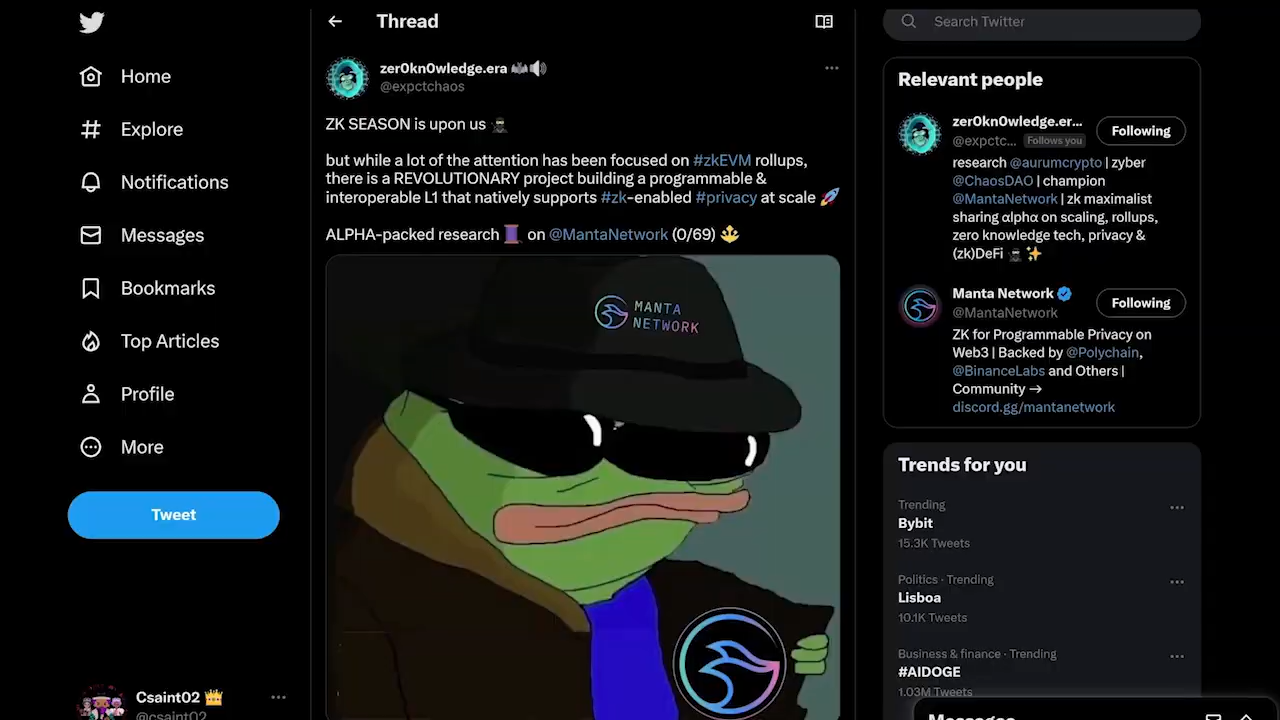 Home
Explore
Notifications
Messages
Bookmarks
Top Articles
Profile
More
Tweet
Csaint02
@csaint02
Thread
zer0kn0wledge.era
@expctchaos
ZK SEASON is upon us
but while a lot of the attention has been focused on #zkEVM rollups,
there is a REVOLUTIONARY project building a programmable &
interoperable L1 that natively supports #zk-enabled #privacy at scale
ALPHA-packed research on @MantaNetwork (0/69)
MANTA
NETWORK
Search Twitter
Relevant people
zer0kn0wledge.er...
@expctc... Follows you
Following
research @aurumcrypto | zyber
@ChaosDAO | champion
@MantaNetwork | zk maximalist
sharing αlphα on scaling, rollups,
zero knowledge tech, privacy &
(zk)DeFi
Manta Network
@MantaNetwork
Following
ZK for Programmable Privacy on
Web3 | Backed by @Polychain,
@BinanceLabs and Others |
Community →
discord.gg/mantanetwork
Trends for you
Trending
Bybit
15.3K Tweets
Politics · Trending
Lisboa
10.1K Tweets
Business & finance · Trending
#AIDOGE
1.03M Tweets
Messages